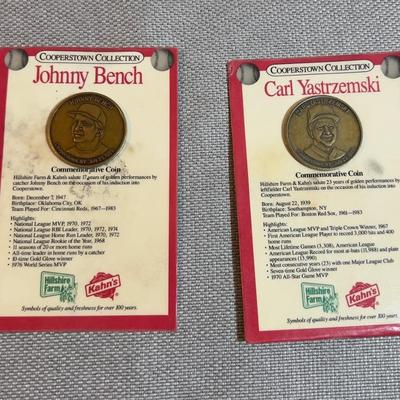 COOPERSTOWN COLLECTION
Johnny Bench
JOHNNY BENCH
Commemorative Coin
Hillshire Farm & Kahn's salute 17 years of golden performances by
catcher Johnny Bench on the occasion of his induction into
Cooperstown.
Born: December 7, 1947
Birthplace: Oklahoma City, OK
Team Played For: Cincinnati Reds, 1967–1983
Highlights:
• National League MVP, 1970, 1972
• National League RBI Leader, 1970, 1972, 1974
• National League Home Run Leader, 1970, 1972
• National League Rookie of the Year, 1968
• 11 seasons of 20 or more home runs
• All-time leader in home runs by a catcher
• 10-time Gold Glove winner
• 1976 World Series MVP
Hillshire
Farm
Kahn's
Symbols of quality and freshness for over 100 years.
COOPERSTOWN COLLECTION
Carl Yastrzemski
Commemorative Coin
Hillshire Farm & Kahn's salute 23 years of golden performances by
leftfielder Carl Yastrzemski on the occasion of his induction into
Cooperstown.
Born: August 22, 1939
Birthplace: Southampton, NY
Team Played For: Boston Red Sox, 1961–1983
Highlights:
• American League MVP and Triple Crown Winner, 1967
• First American League Player to record 3,000 hits and 400
home runs
• Most Lifetime Games (3,308), American League
• American League Record for most at-bats (11,988) and plate
appearances (13,990)
• Most consecutive years (23) with one Major League Club
• Seven-time Gold Glove winner
• 1970 All-Star Game MVP
Hillshire
Farm
Kahn's
Symbols of quality and freshness for over 100 years.